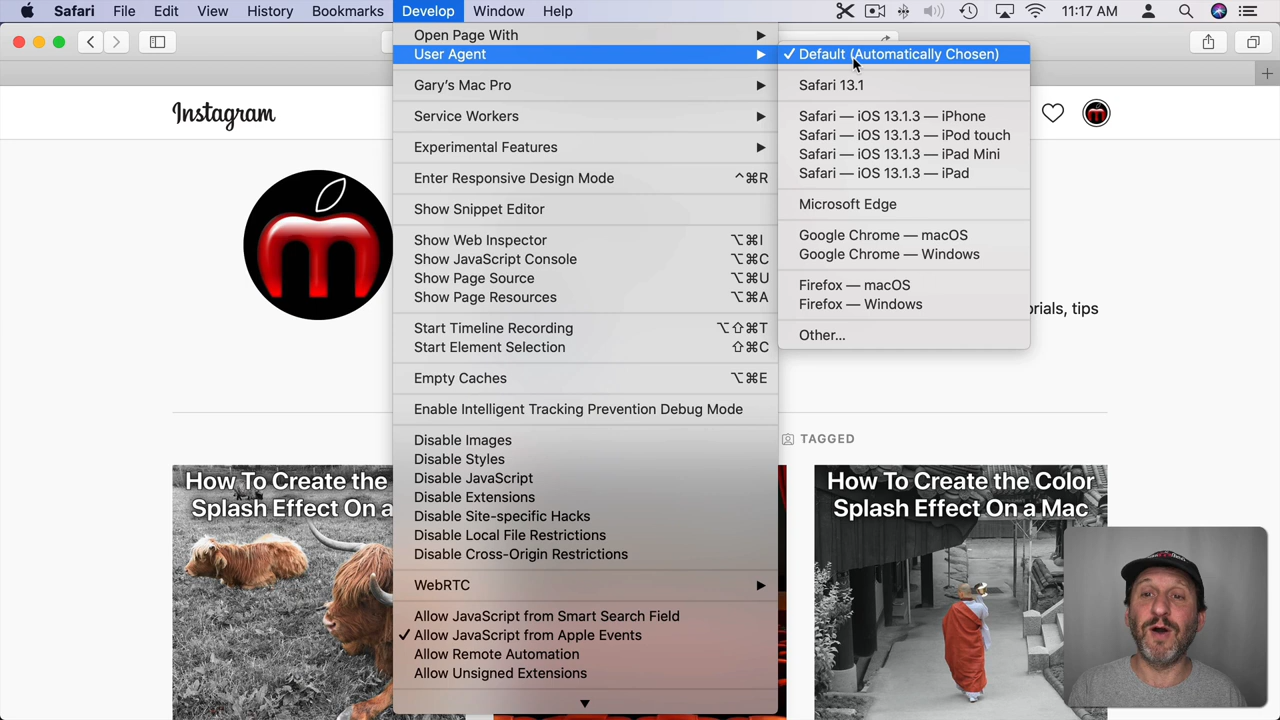 Safari File Edit View History Bookmarks Develop Window Help 11:17 AM
Open Page With
User Agent
Gary's Mac Pro
Service Workers
Experimental Features
Enter Responsive Design Mode ^⌘R
Show Snippet Editor
Show Web Inspector ⌥⌘I
Show JavaScript Console ⌥⌘C
Show Page Source ⌥⌘U
Show Page Resources ⌥⌘A
Start Timeline Recording ⌥⇧⌘T
Start Element Selection ⇧⌘C
Empty Caches ⌥⌘E
Enable Intelligent Tracking Prevention Debug Mode
Disable Images
Disable Styles
Disable JavaScript
Disable Extensions
Disable Site-specific Hacks
Disable Local File Restrictions
Disable Cross-Origin Restrictions
WebRTC
Allow JavaScript from Smart Search Field
✓ Allow JavaScript from Apple Events
Allow Remote Automation
Allow Unsigned Extensions
✓ Default (Automatically Chosen)
Safari 13.1
Safari — iOS 13.1.3 — iPhone
Safari — iOS 13.1.3 — iPod touch
Safari — iOS 13.1.3 — iPad Mini
Safari — iOS 13.1.3 — iPad
Microsoft Edge
Google Chrome — macOS
Google Chrome — Windows
Firefox — macOS
Firefox — Windows
Other...
Instagram
m
orials, tips
TAGGED
How To Create the
Splash Effect On a
How To Create the Color
Splash Effect On a Mac